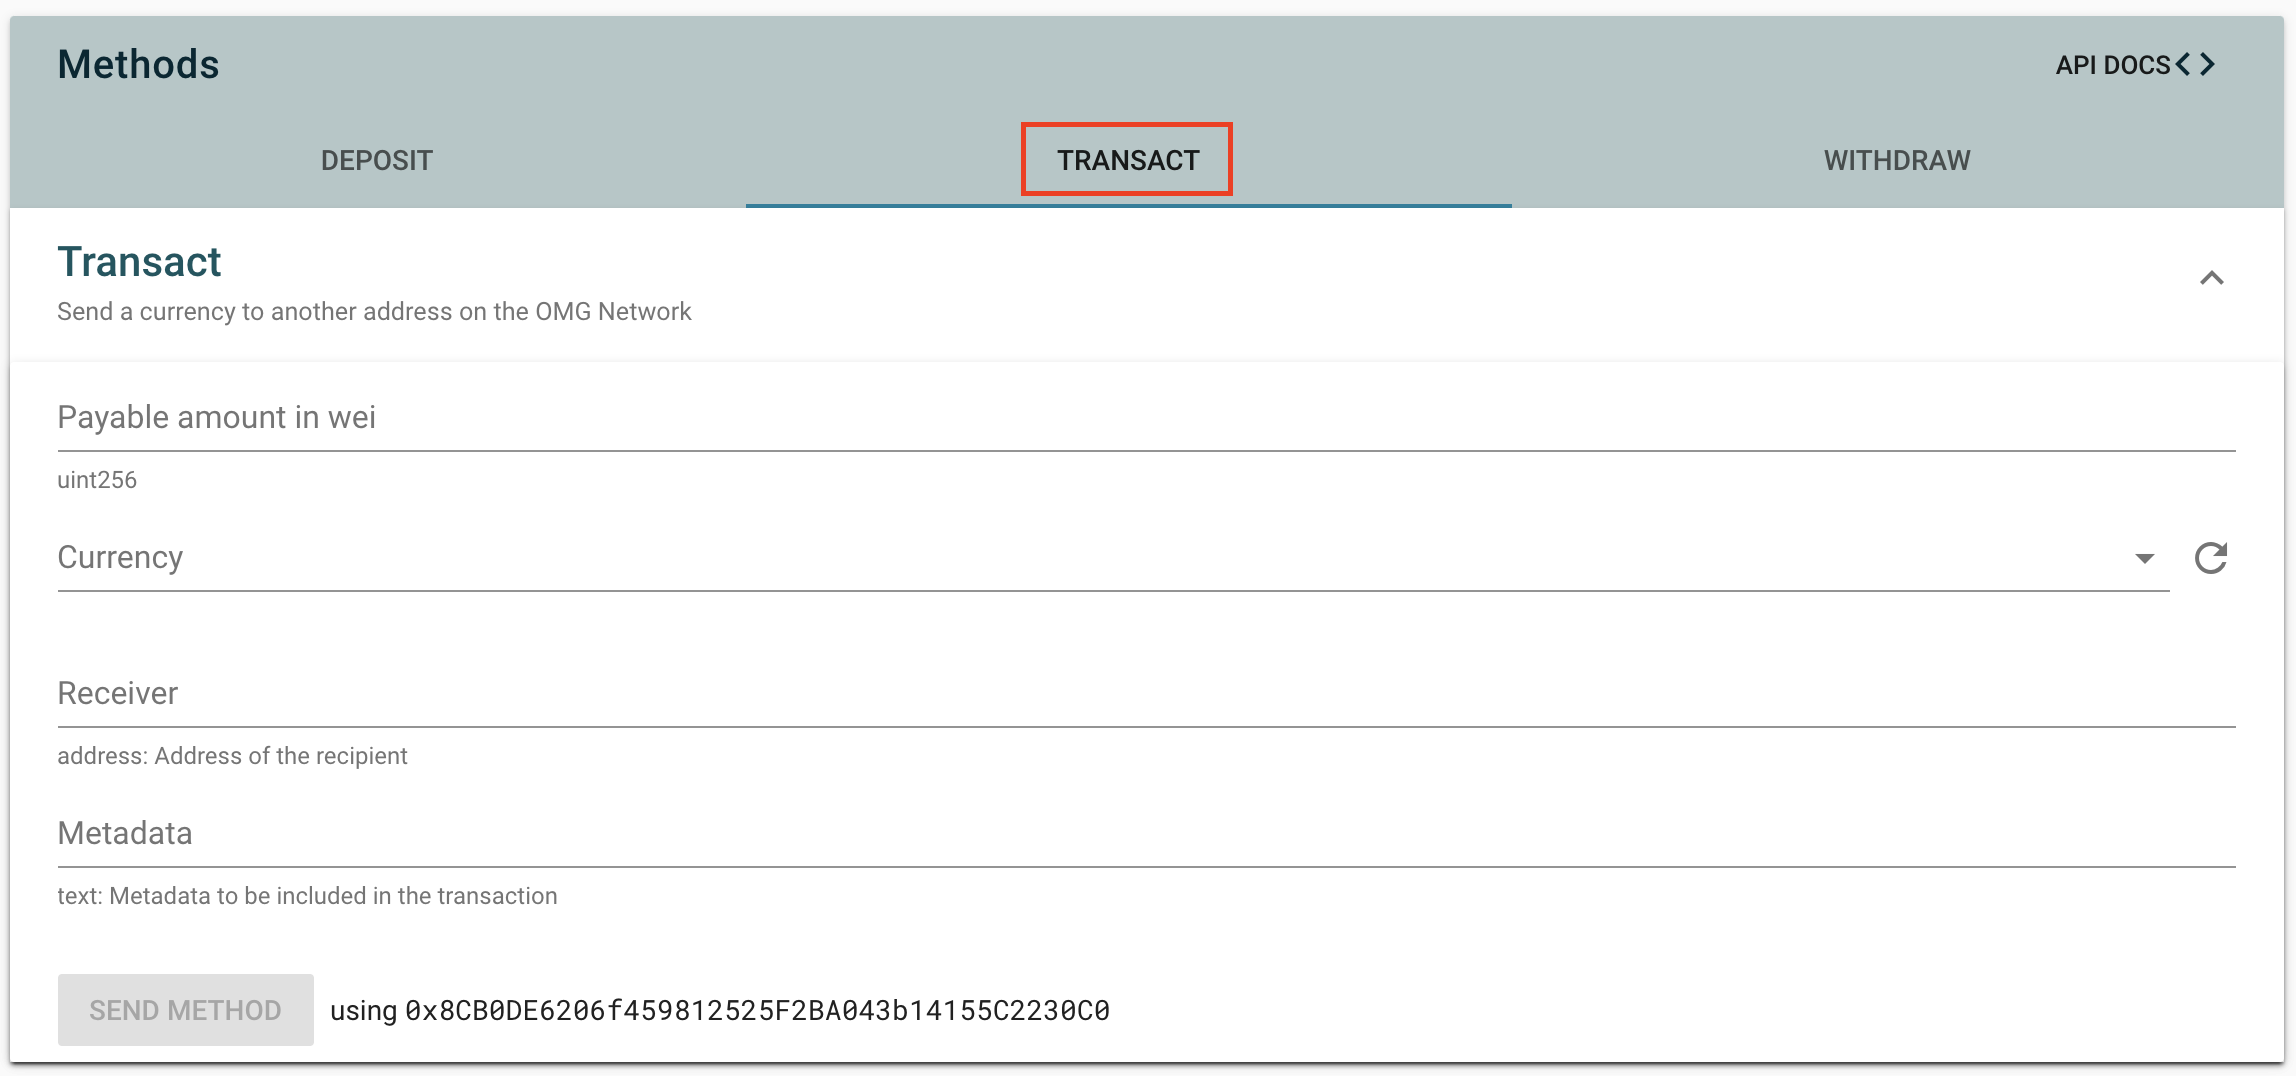 Methods
API DOCS
DEPOSIT
TRANSACT
WITHDRAW
Transact
Send a currency to another address on the OMG Network
Payable amount in wei
uint256
Currency
Receiver
address: Address of the recipient
Metadata
text: Metadata to be included in the transaction
SEND METHOD using 0x8CB0DE6206f459812525F2BA043b14155C2230C0